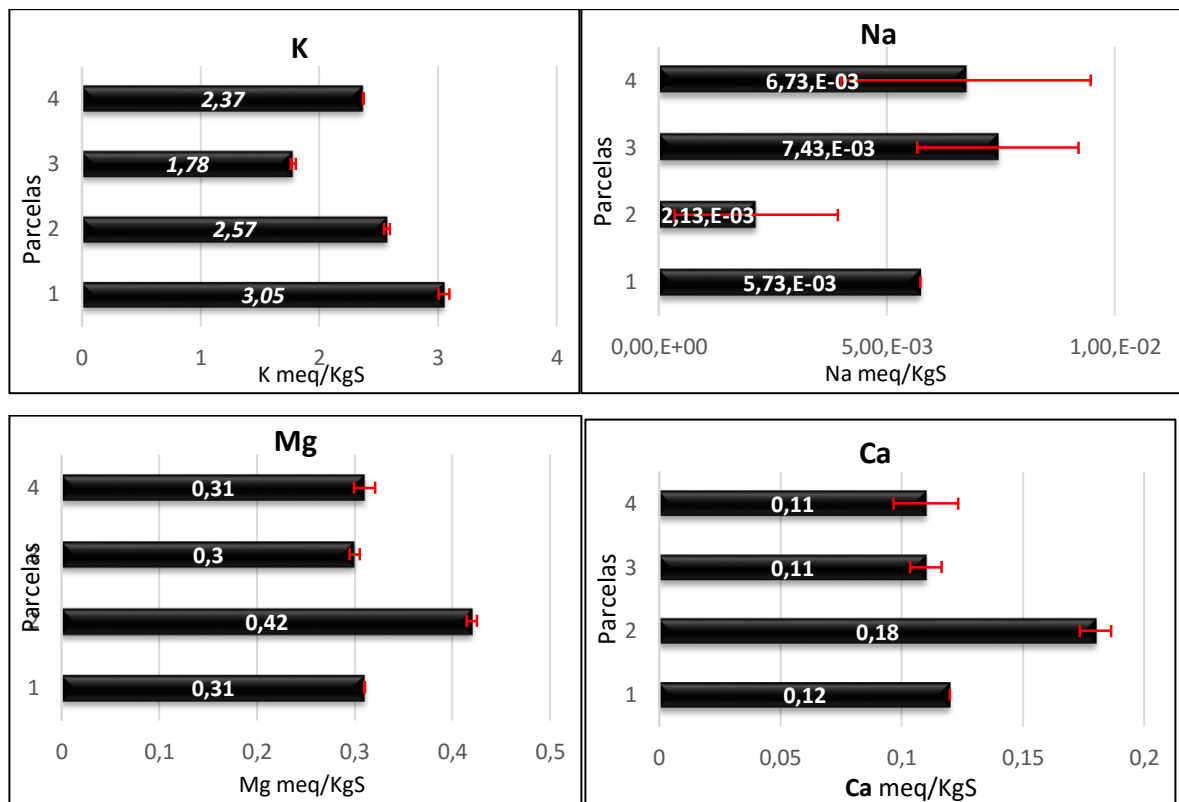 K
4
3
2
1
Parcelas
2,37
1,78
2,57
3,05
0 1 2 3 4
K meq/KgS
Na
4
3
2
1
Parcelas
6,73,E-03
7,43,E-03
2,13,E-03
5,73,E-03
0,00,E+00 5,00,E-03 1,00,E-02
Na meq/KgS
Mg
4
1
Parcelas
0,31
0,3
0,42
0,31
0 0,1 0,2 0,3 0,4 0,5
Mg meq/KgS
Ca
4
3
2
1
Parcelas
0,11
0,11
0,18
0,12
0 0,05 0,1 0,15 0,2
Ca meq/KgS